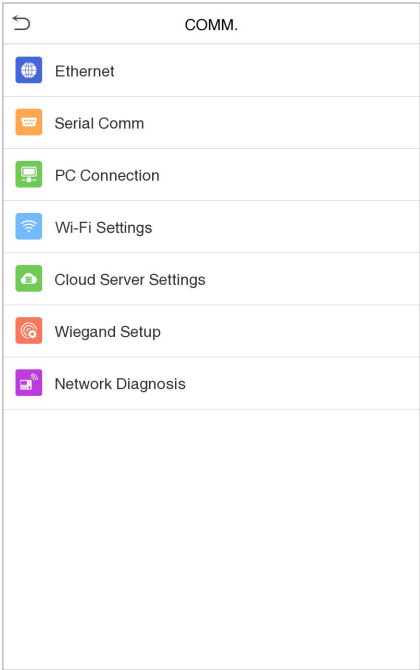 COMM.
Ethernet
Serial Comm
PC Connection
Wi-Fi Settings
Cloud Server Settings
Wiegand Setup
Network Diagnosis